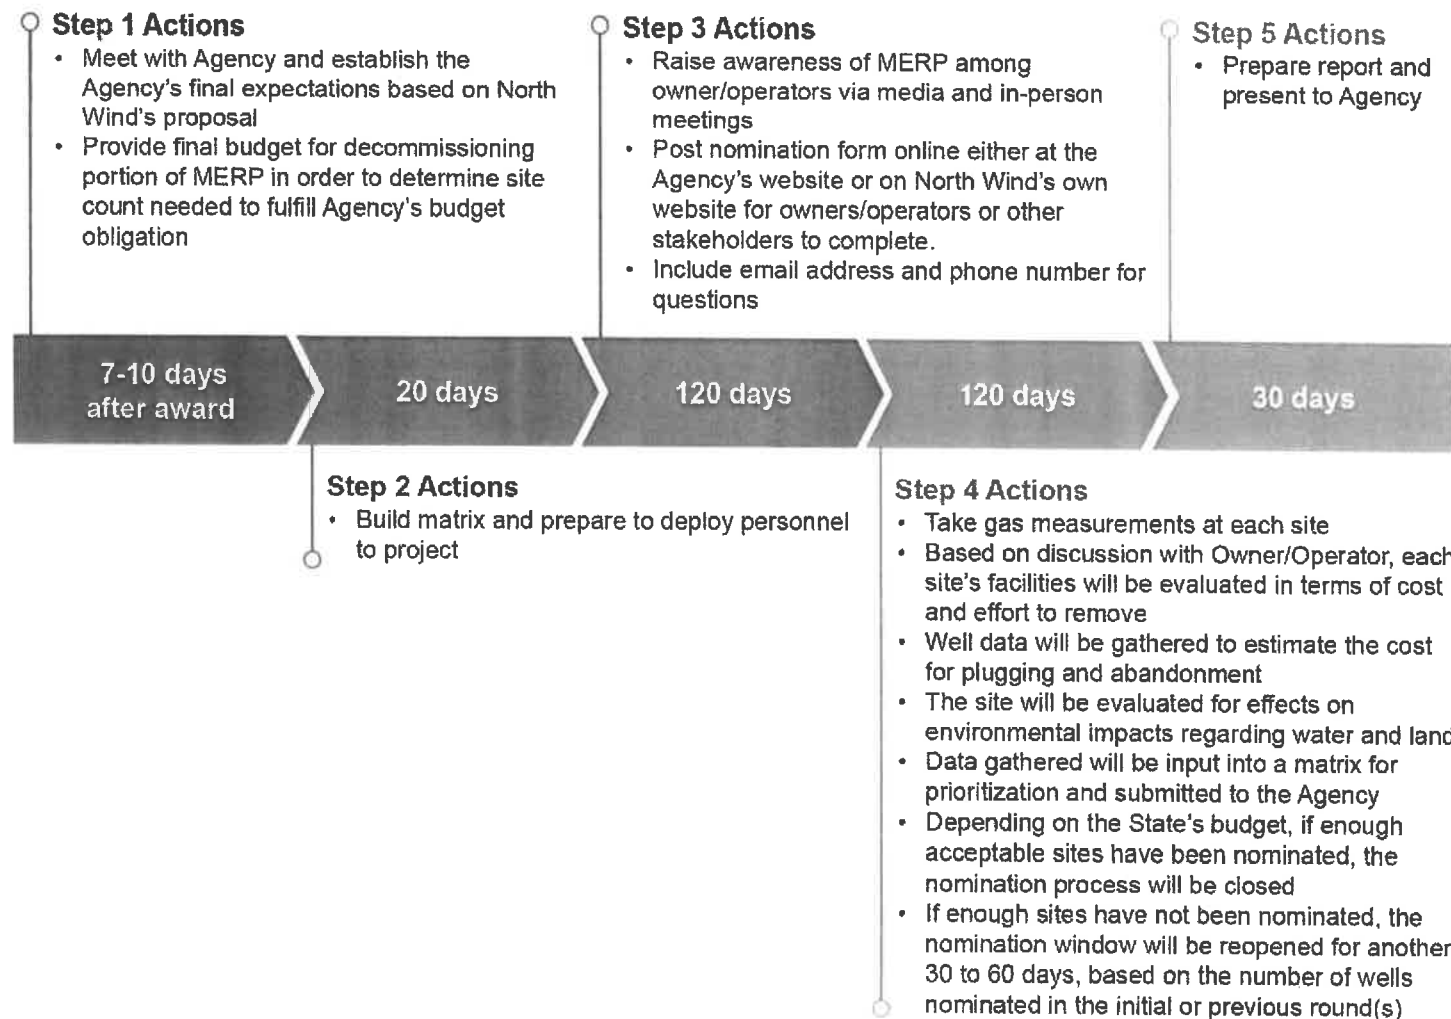 Step 1 Actions
• Meet with Agency and establish the
Agency's final expectations based on North
Wind's proposal
• Provide final budget for decommissioning
portion of MERP in order to determine site
count needed to fulfill Agency's budget
obligation
Step 3 Actions
• Raise awareness of MERP among
owner/operators via media and in-person
meetings
• Post nomination form online either at the
Agency's website or on North Wind's own
website for owners/operators or other
stakeholders to complete.
• Include email address and phone number for
questions
Step 5 Actions
• Prepare report and
present to Agency
7-10 days
after award
20 days
120 days
120 days
30 days
Step 2 Actions
• Build matrix and prepare to deploy personnel
to project
Step 4 Actions
• Take gas measurements at each site
• Based on discussion with Owner/Operator, each
site's facilities will be evaluated in terms of cost
and effort to remove
• Well data will be gathered to estimate the cost
for plugging and abandonment
• The site will be evaluated for effects on
environmental impacts regarding water and land
• Data gathered will be input into a matrix for
prioritization and submitted to the Agency
• Depending on the State's budget, if enough
acceptable sites have been nominated, the
nomination process will be closed
• If enough sites have not been nominated, the
nomination window will be reopened for another
30 to 60 days, based on the number of wells
nominated in the initial or previous round(s)